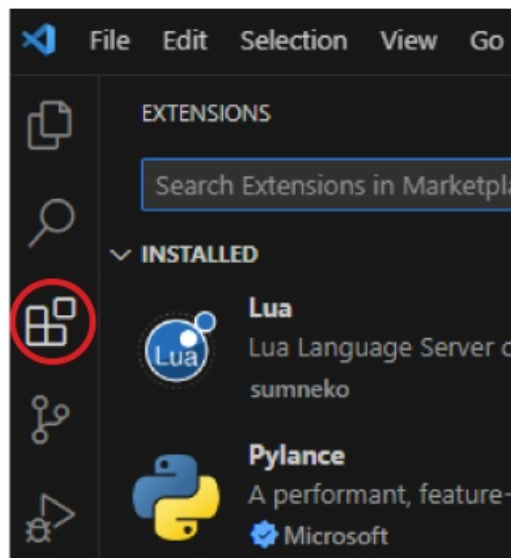 File Edit Selection View Go
EXTENSIONS
Search Extensions in Marketpl
INSTALLED
Lua
Lua
Lua Language Server
sumneko
Pylance
A performant, feature-
Microsoft